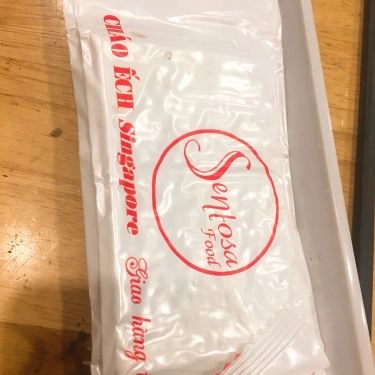 Sentosa
Food
CHÁO ẾCH Singapore
Giao hàng